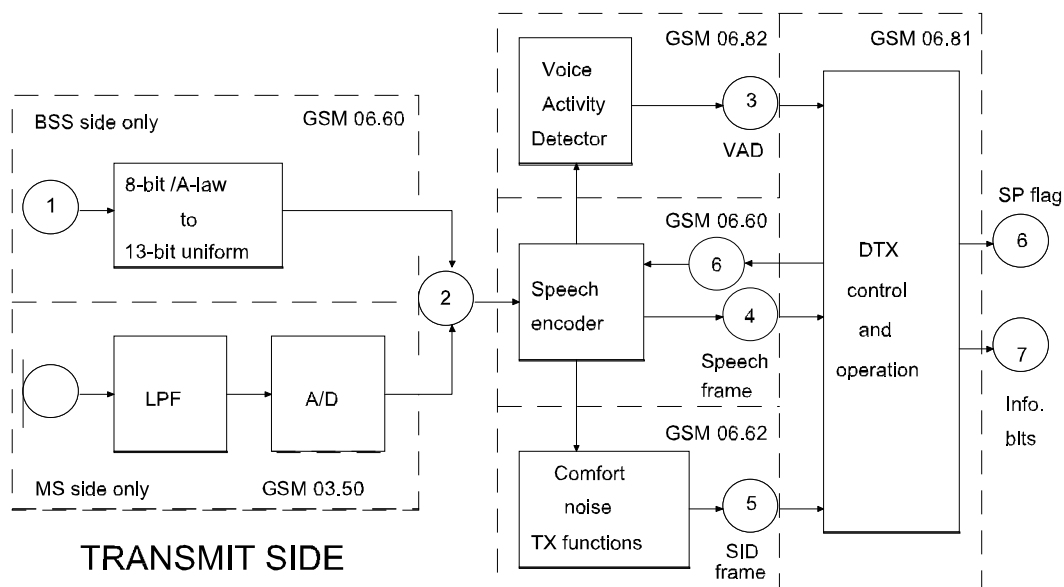 GSM 06.82
GSM 06.81
Voice
Activity
Detector
3
VAD
BSS side only
GSM 06.60
1
8-bit /A-law
to
13-bit uniform
2
GSM 06.60
Speech
encoder
6
4
Speech
frame
DTX
control
and
operation
SP flag
6
7
Info.
blts
LPF
A/D
MS side only
GSM 03.50
GSM 06.62
Comfort
noise
TX functions
5
SID
frame
TRANSMIT SIDE